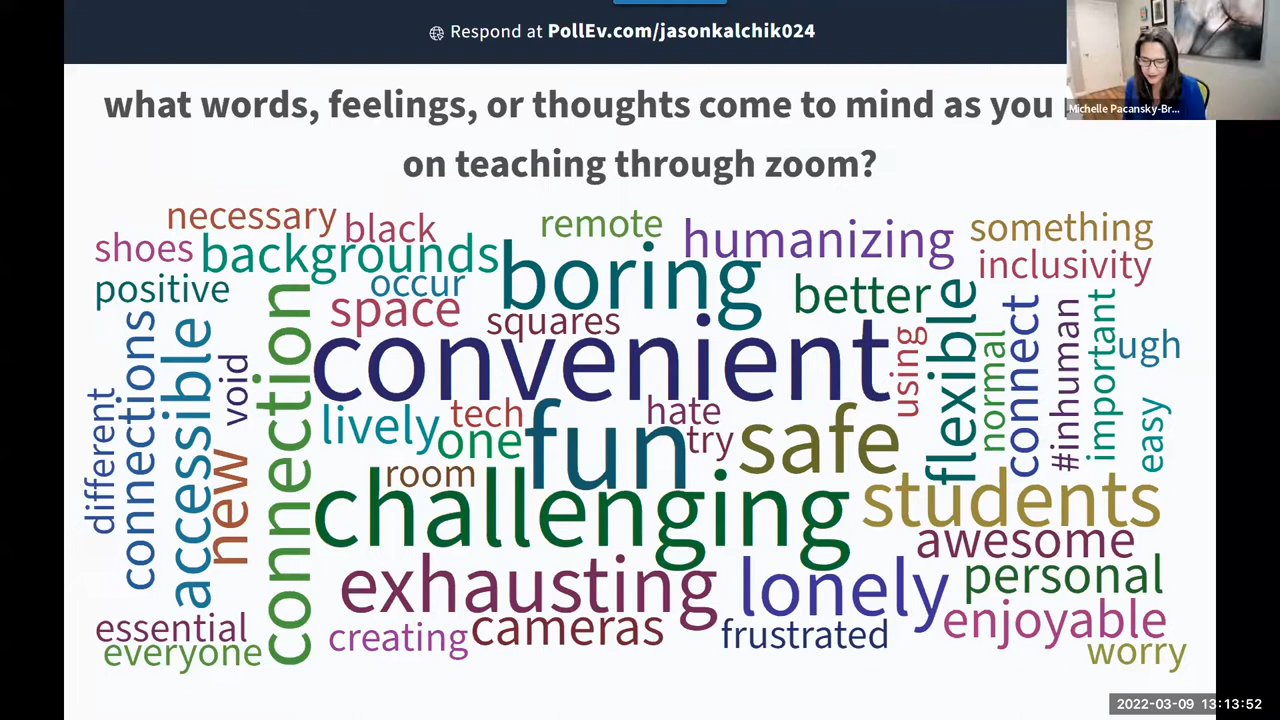 Respond at PollEv.com/jasonkalchik024
what words, feelings, or thoughts come to mind as you
on teaching through zoom?
Michelle Pacansky-Br...
necessary
black
remote
humanizing
something
shoes
backgrounds
boring
inclusivity
positive
occur
better
space
squares
convenient
different
connections
accessible
void
new
connection
using
flexible
normal
connect
#inhuman
important
ugh
easy
lively
tech
one
fun
hate
try
safe
room
challenging
students
awesome
exhausting
lonely
personal
essential
everyone
creating
cameras
frustrated
enjoyable
worry
2022-03-09 13:13:52